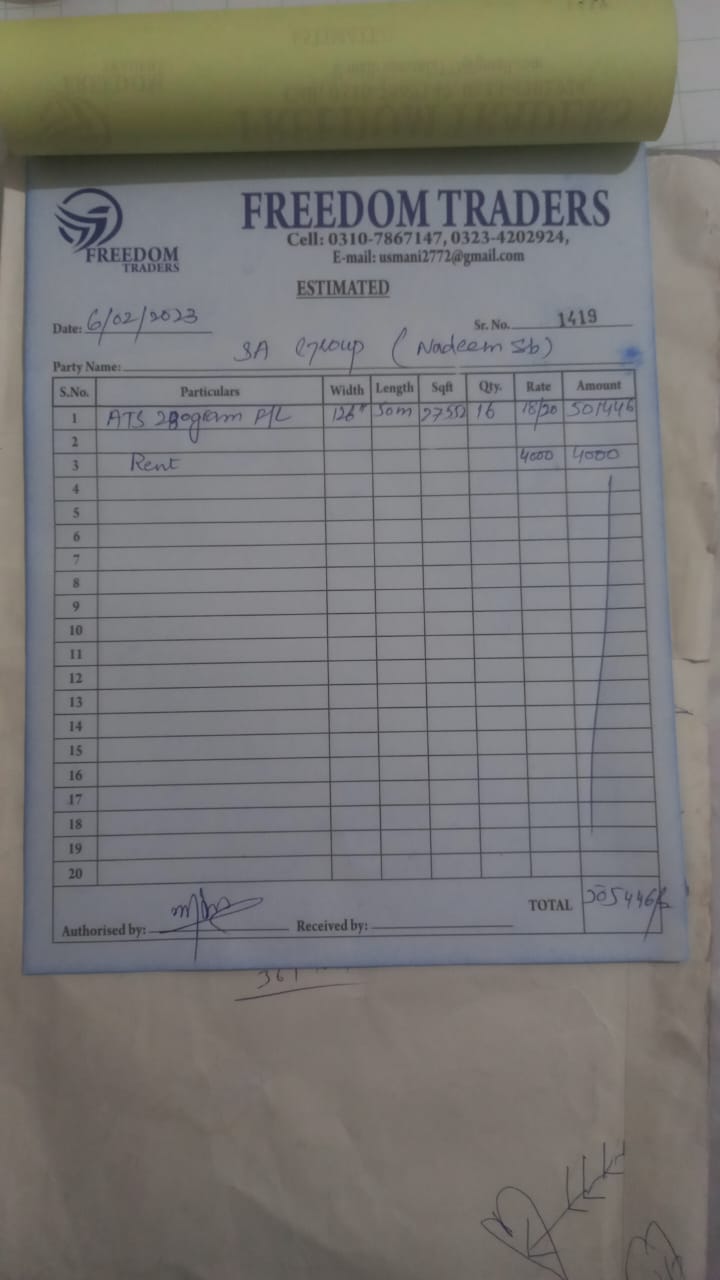 FREEDOM TRADERS
Cell: 0310-7867147, 0323-4202924,
E-mail: usmani2772@gmail.com
FREEDOM
TRADERS
ESTIMATED
Date: 6/02/2023 Sr. No. 1419
Party Name: SA Group (Nadeem Sb)
S.No. Particulars Width Length Sqft Qty. Rate Amount
1 ATS 280gram P/L 126" 50m 27552 16 18/20 501446
2
3 Rent 4000 4000
4
5
6
7
8
9
10
11
12
13
14
15
16
17
18
19
20
TOTAL 505446/-
Authorised by: Received by: